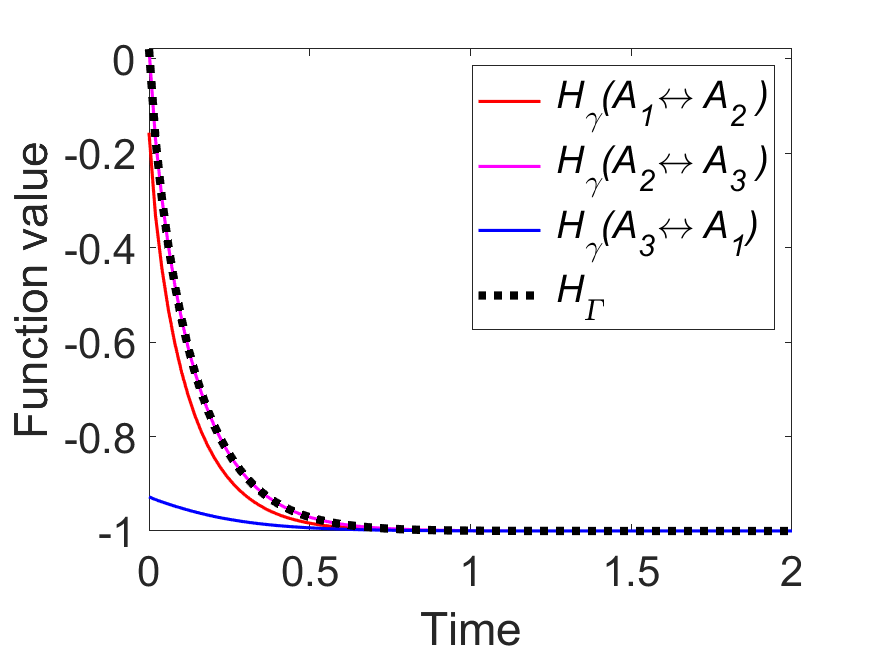 0
-0.2
-0.4
-0.6
-0.8
-1
Function value
0 0.5 1 1.5 2
Time
H_γ(A_1↔A_2)
H_γ(A_2↔A_3)
H_γ(A_3↔A_1)
H_Γ